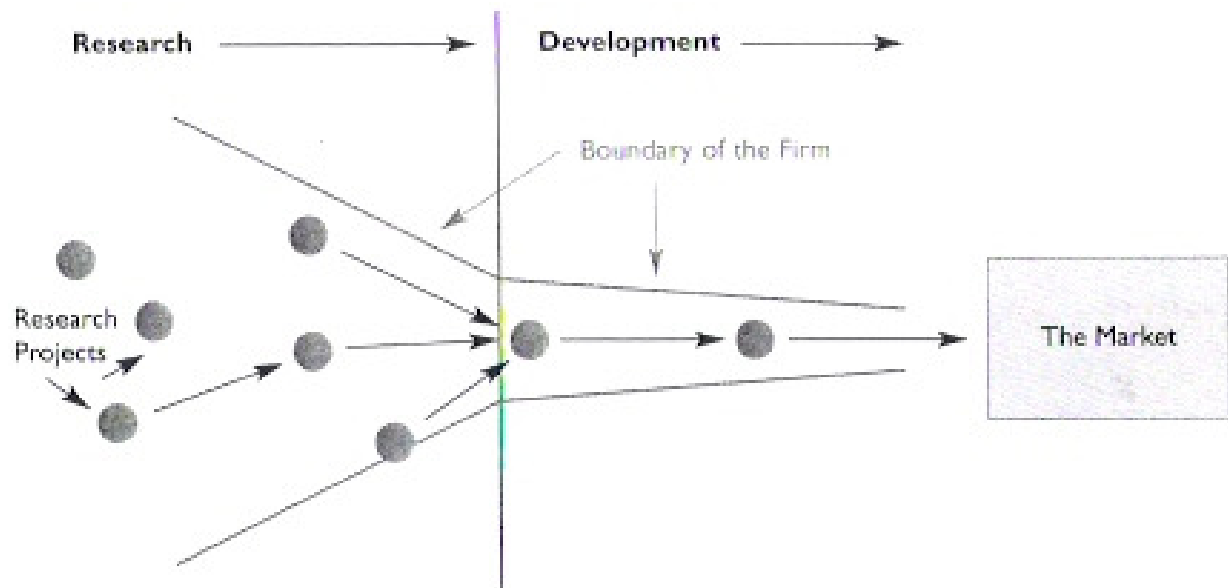 Research
Development
Boundary of the Firm
Research
Projects
The Market